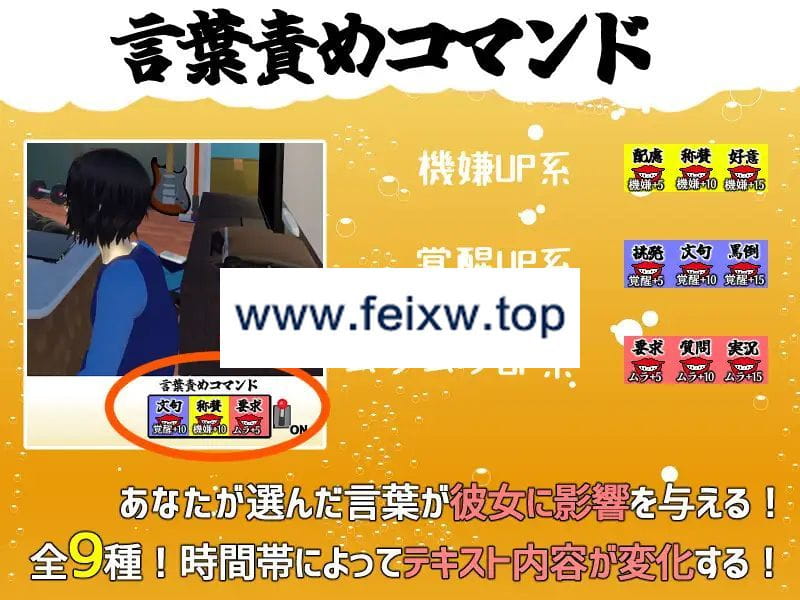 言葉責めコマンド
機嫌UP系
配慮 称賛 好意
機嫌+5 機嫌+10 機嫌+15
覚醒UP系
挑発 文句 罵倒
覚醒+5 覚醒+10 覚醒+15
www.feixw.top
要求 質問 実況
ムラ+5 ムラ+10 ムラ+15
言葉責めコマンド
文句 称賛 要求
覚醒+10 機嫌+10 ムラ+5
ON
あなたが選んだ言葉が彼女に影響を与える!
全9種!時間帯によってテキスト内容が変化する!